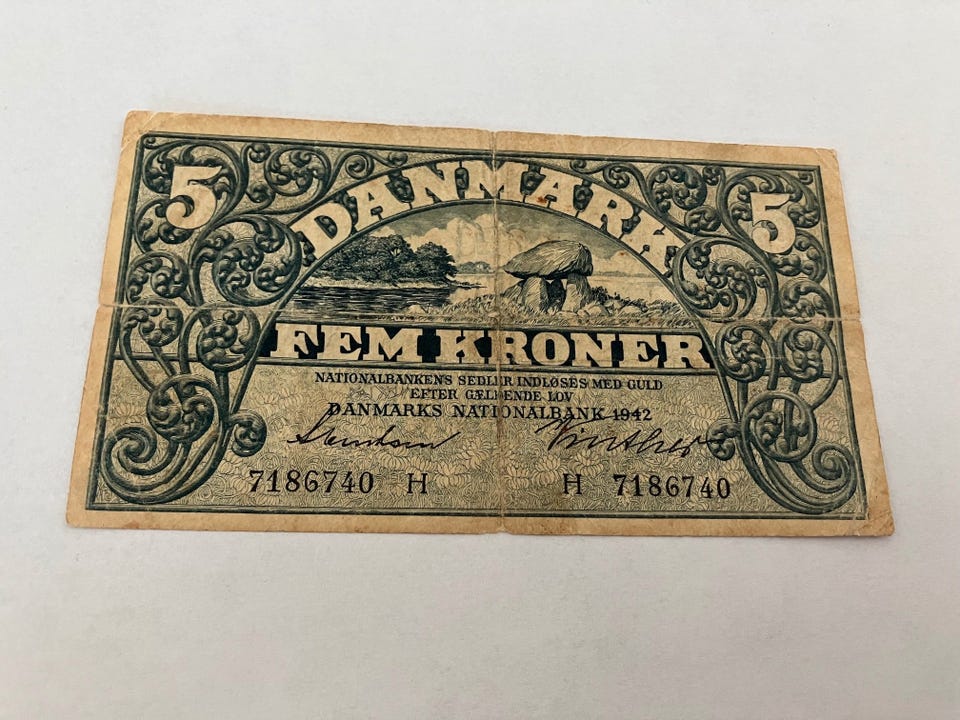 5 DANMARK 5
FEM KRONER
NATIONALBANKENS SEDLER INDLØSES MED GULD
EFTER GÆLDENDE LOV
DANMARKS NATIONALBANK 1942
7186740 H H 7186740